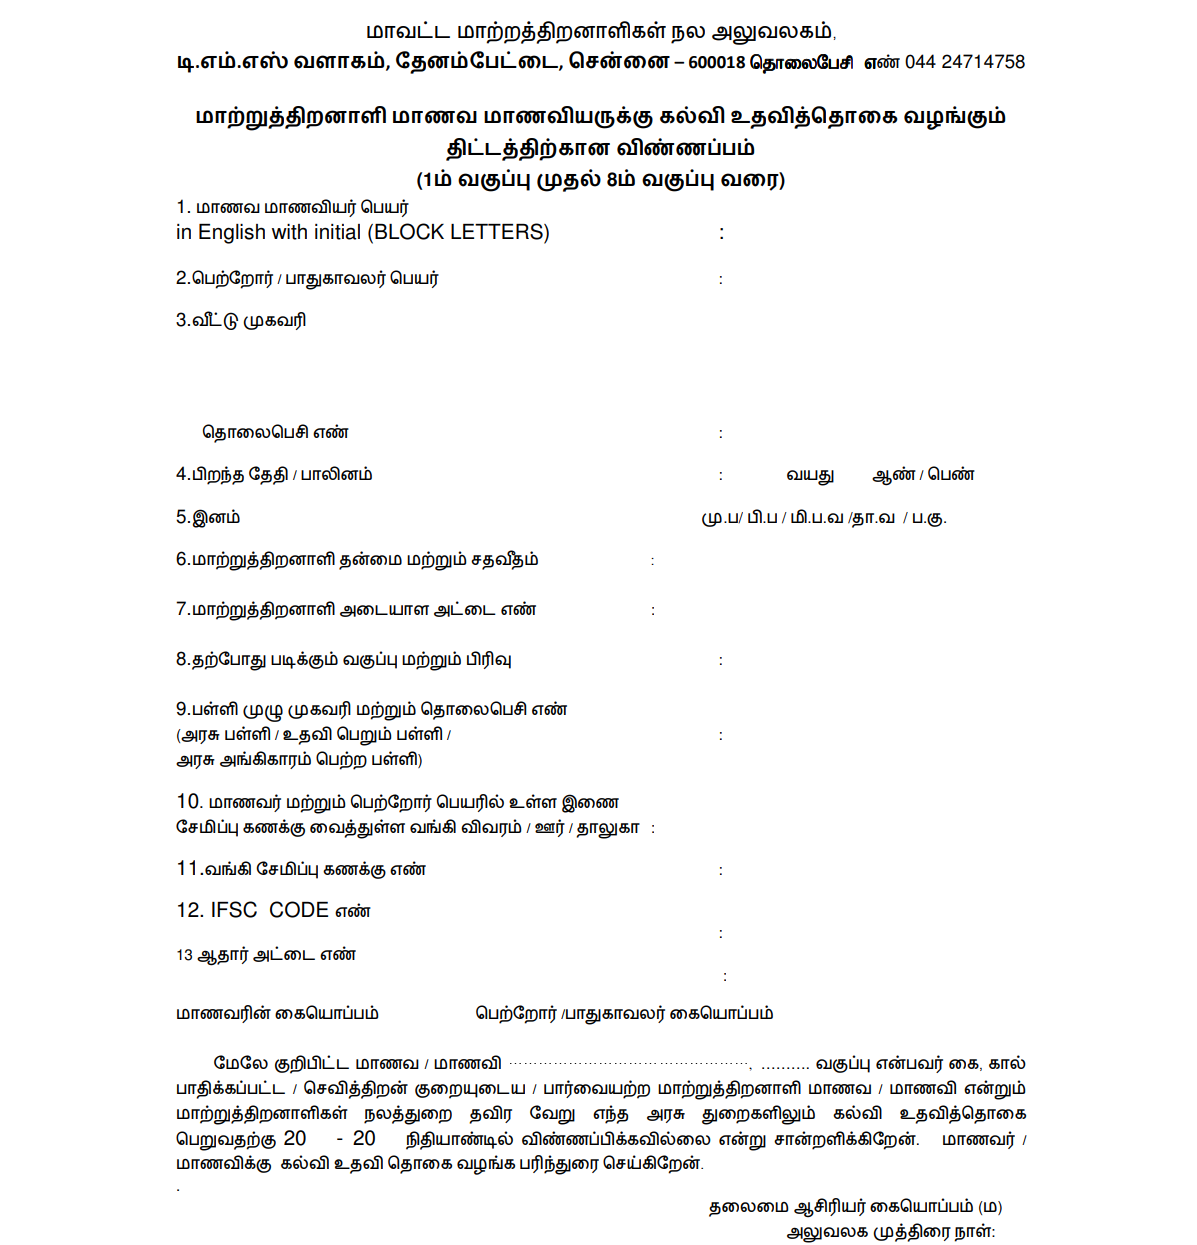 மாவட்ட மாற்றத்திறனாளிகள் நல அலுவலகம்,
டி.எம்.எஸ் வளாகம், தேனம்பேட்டை, சென்னை – 600018 தொலைபேசி எண் 044 24714758
மாற்றுத்திறனாளி மாணவ மாணவியருக்கு கல்வி உதவித்தொகை வழங்கும்
திட்டத்திற்கான விண்ணப்பம்
(1ம் வகுப்பு முதல் 8ம் வகுப்பு வரை)
1. மாணவ மாணவியர் பெயர்
in English with initial (BLOCK LETTERS) :
2.பெற்றோர் / பாதுகாவலர் பெயர் :
3.வீட்டு முகவரி
தொலைபெசி எண் :
4.பிறந்த தேதி / பாலினம் : வயது ஆண் / பெண்
5.இனம் மு.ப/ பி.ப / மி.ப.வ /தா.வ / ப.கு.
6.மாற்றுத்திறனாளி தன்மை மற்றும் சதவீதம் :
7.மாற்றுத்திறனாளி அடையாள அட்டை எண் :
8.தற்போது படிக்கும் வகுப்பு மற்றும் பிரிவு :
9.பள்ளி முழு முகவரி மற்றும் தொலைபெசி எண்
(அரசு பள்ளி / உதவி பெறும் பள்ளி / :
அரசு அங்கிகாரம் பெற்ற பள்ளி)
10. மாணவர் மற்றும் பெற்றோர் பெயரில் உள்ள இணை
சேமிப்பு கணக்கு வைத்துள்ள வங்கி விவரம் / ஊர் / தாலுகா :
11.வங்கி சேமிப்பு கணக்கு எண் :
12. IFSC CODE எண்
:
13 ஆதார் அட்டை எண்
:
மாணவரின் கையொப்பம் பெற்றோர் /பாதுகாவலர் கையொப்பம்
மேலே குறிபிட்ட மாணவ / மாணவி ……………………………………………, .......... வகுப்பு என்பவர் கை, கால்
பாதிக்கப்பட்ட / செவித்திறன் குறையுடைய / பார்வையற்ற மாற்றுத்திறனாளி மாணவ / மாணவி என்றும்
மாற்றுத்திறனாளிகள் நலத்துறை தவிர வேறு எந்த அரசு துறைகளிலும் கல்வி உதவித்தொகை
பெறுவதற்கு 20 - 20 நிதியாண்டில் விண்ணப்பிக்கவில்லை என்று சான்றளிக்கிறேன். மாணவர் /
மாணவிக்கு கல்வி உதவி தொகை வழங்க பரிந்துரை செய்கிறேன்.
.
தலைமை ஆசிரியர் கையொப்பம் (ம)
அலுவலக முத்திரை நாள்: